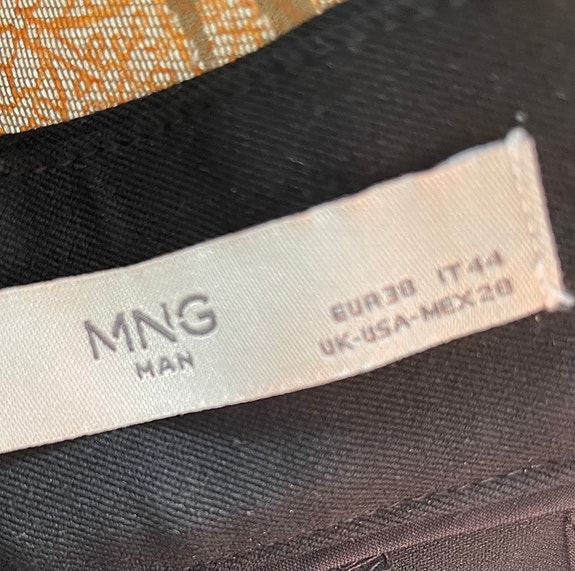 MNG
MAN
EUR38 IT44
UK-USA-MEX28